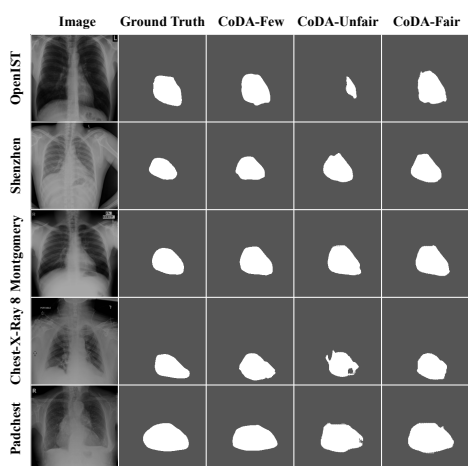 Image Ground Truth CoDA-Few CoDA-Unfair CoDA-Fair
OpenIST
L
Shenzhen
Montgomery
Chest-X-Ray 8
Padchest
R